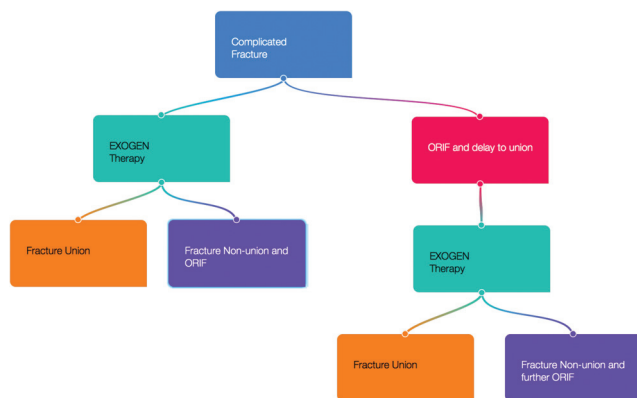 Complicated
Fracture
EXOGEN
Therapy
ORIF and delay to union
Fracture Union
Fracture Non-union and
ORIF
EXOGEN
Therapy
Fracture Union
Fracture Non-union and
further ORIF